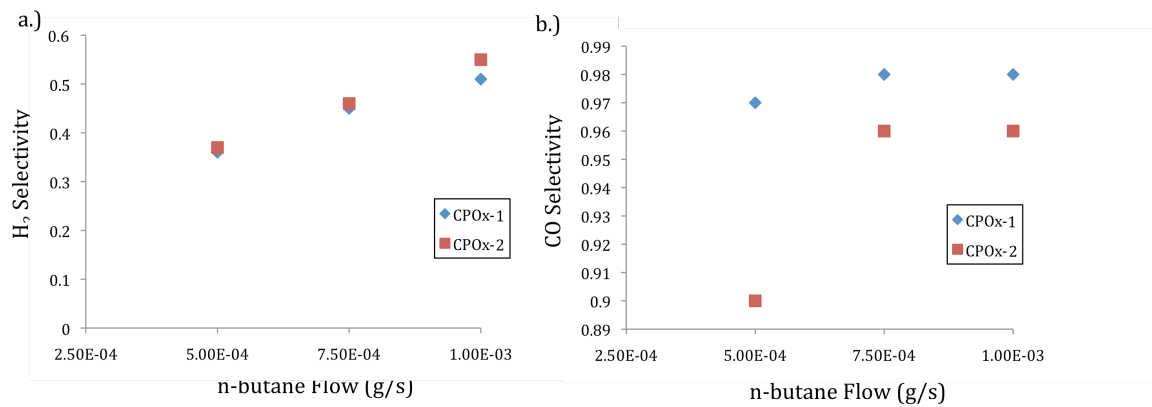 a.)
0.6
0.5
0.4
0.3
0.2
0.1
0
H₂ Selectivity
2.50E-04 5.00E-04 7.50E-04 1.00E-03
n-butane Flow (g/s)
CPOx-1
CPOx-2
b.)
0.99
0.98
0.97
0.96
0.95
0.94
0.93
0.92
0.91
0.9
0.89
CO Selectivity
2.50E-04 5.00E-04 7.50E-04 1.00E-03
n-butane Flow (g/s)
CPOx-1
CPOx-2